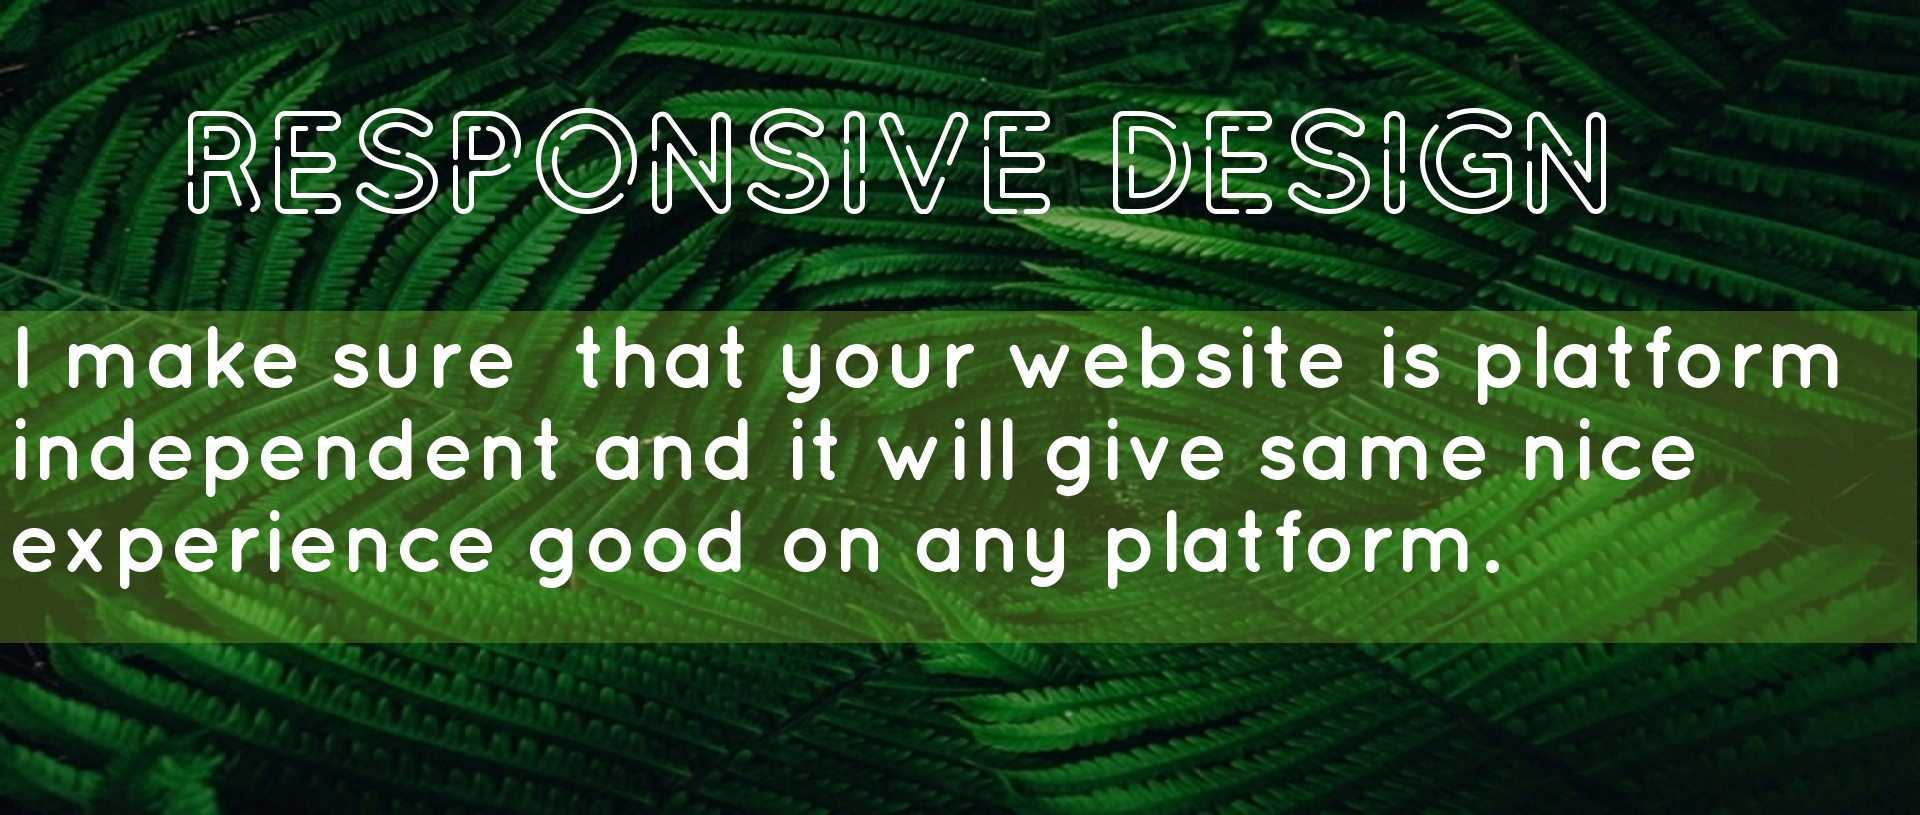 RESPONSIVE DESIGN
I make sure  that your website is platform
independent and it will give same nice
experience good on any platform.